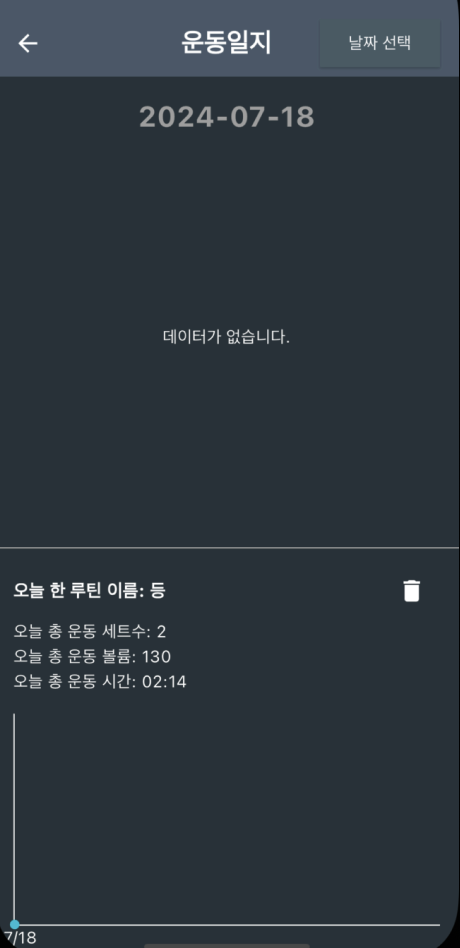 운동일지
날짜 선택
2024-07-18
데이터가 없습니다.
오늘 한 루틴 이름: 등
오늘 총 운동 세트수: 2
오늘 총 운동 볼륨: 130
오늘 총 운동 시간: 02:14
7/18